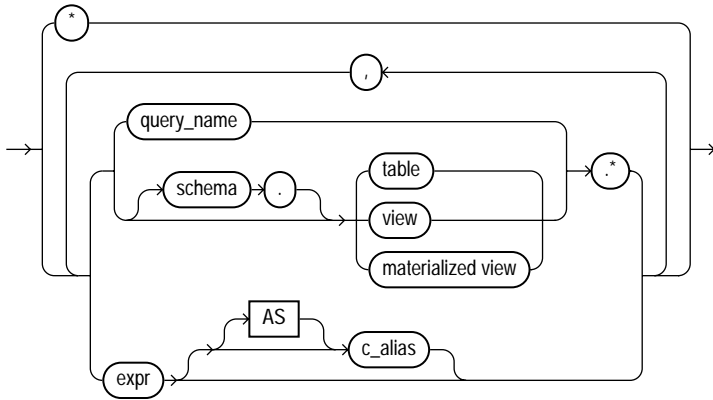 *
,
query_name
schema
.
table
.*
view
materialized view
AS
c_alias
expr